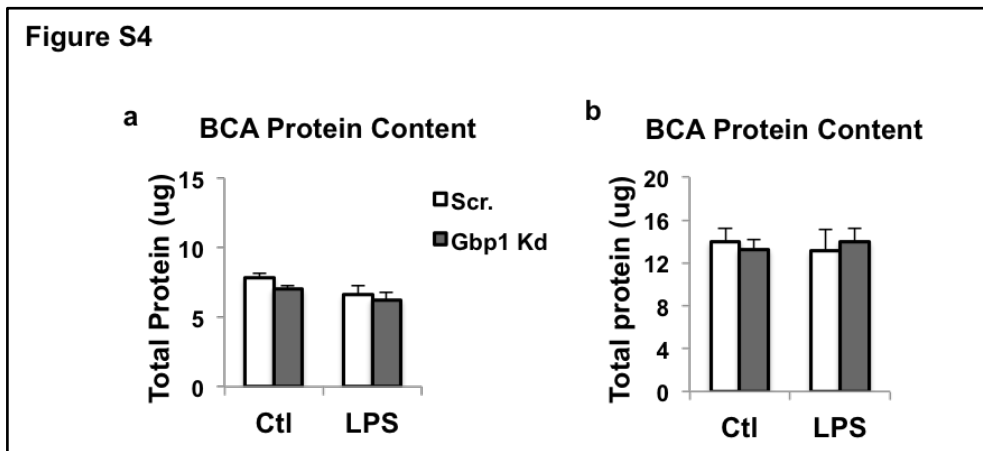 Figure S4
a
BCA Protein Content
Total Protein (ug)
15
10
5
0
Ctl
LPS
Scr.
Gbp1 Kd
b
BCA Protein Content
Total protein (ug)
20
16
12
8
4
0
Ctl
LPS